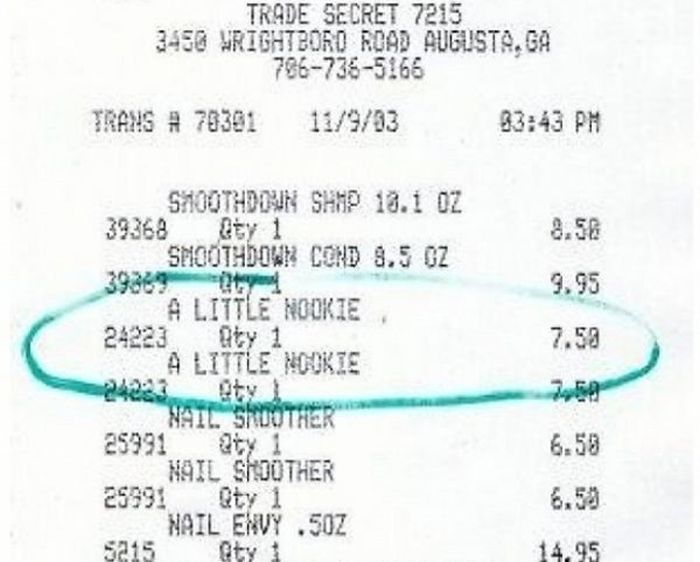 TRADE SECRET 7215
3450 WRIGHTBORO ROAD AUGUSTA,GA
706-736-5166
TRANS # 78301 11/9/03 03:43 PM
SMOOTHDOWN SHMP 10.1 OZ
39368 Qty 1 8.50
SMOOTHDOWN COND 8.5 OZ
39369 Qty 1 9.95
A LITTLE NOOKIE
24223 Qty 1 7.50
A LITTLE NOOKIE
24223 Qty 1 7.50
NAIL SMOOTHER
25991 Qty 1 6.50
NAIL SMOOTHER
25991 Qty 1 6.50
NAIL ENVY .5OZ
5215 Qty 1 14.95